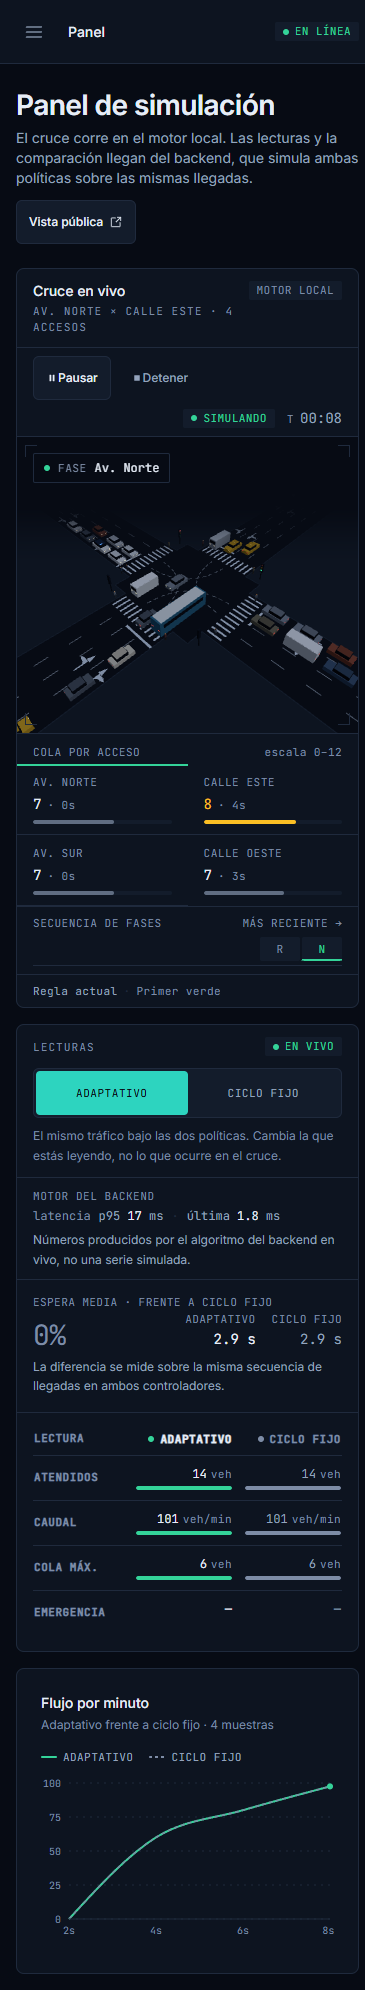 Panel
EN LÍNEA
Panel de simulación
El cruce corre en el motor local. Las lecturas y la
comparación llegan del backend, que simula ambas
políticas sobre las mismas llegadas.
Vista pública
Cruce en vivo
MOTOR LOCAL
AV. NORTE × CALLE ESTE · 4
ACCESOS
Pausar
Detener
SIMULANDO
T 00:08
FASE Av. Norte
COLA POR ACCESO
escala 0–12
AV. NORTE
CALLE ESTE
7 · 0s
8 · 4s
AV. SUR
CALLE OESTE
7 · 0s
7 · 3s
SECUENCIA DE FASES
MÁS RECIENTE →
R
N
Regla actual · Primer verde
LECTURAS
EN VIVO
ADAPTATIVO
CICLO FIJO
El mismo tráfico bajo las dos políticas. Cambia la que
estás leyendo, no lo que ocurre en el cruce.
MOTOR DEL BACKEND
latencia p95 17 ms · última 1.8 ms
Números producidos por el algoritmo del backend en
vivo, no una serie simulada.
ESPERA MEDIA · FRENTE A CICLO FIJO
0%
ADAPTATIVO
CICLO FIJO
2.9 s
2.9 s
La diferencia se mide sobre la misma secuencia de
llegadas en ambos controladores.
LECTURA
ADAPTATIVO
CICLO FIJO
ATENDIDOS
14 veh
14 veh
CAUDAL
101 veh/min
101 veh/min
COLA MÁX.
6 veh
6 veh
EMERGENCIA
—
—
Flujo por minuto
Adaptativo frente a ciclo fijo · 4 muestras
ADAPTATIVO
CICLO FIJO
100
75
50
25
0
2s
4s
6s
8s